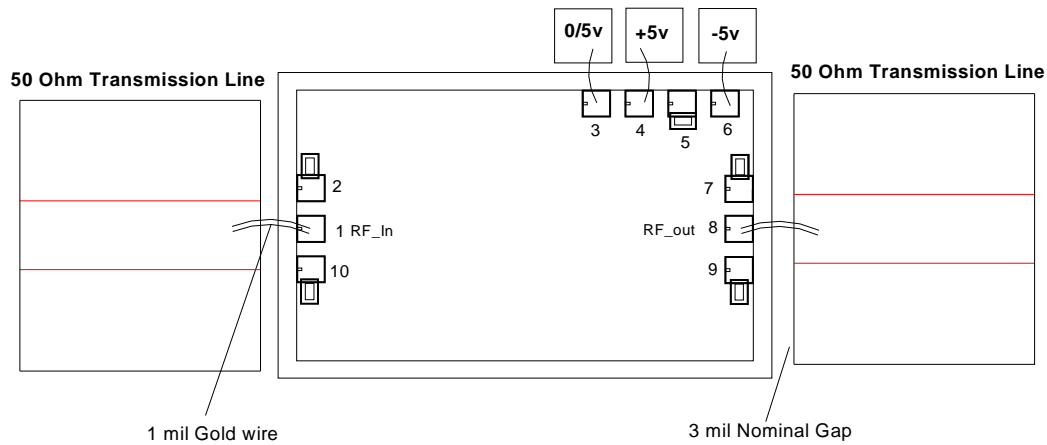 0/5v
+5v
-5v
50 Ohm Transmission Line
50 Ohm Transmission Line
3
4
5
6
2
7
1 RF_In
RF_out 8
10
9
1 mil Gold wire
3 mil Nominal Gap